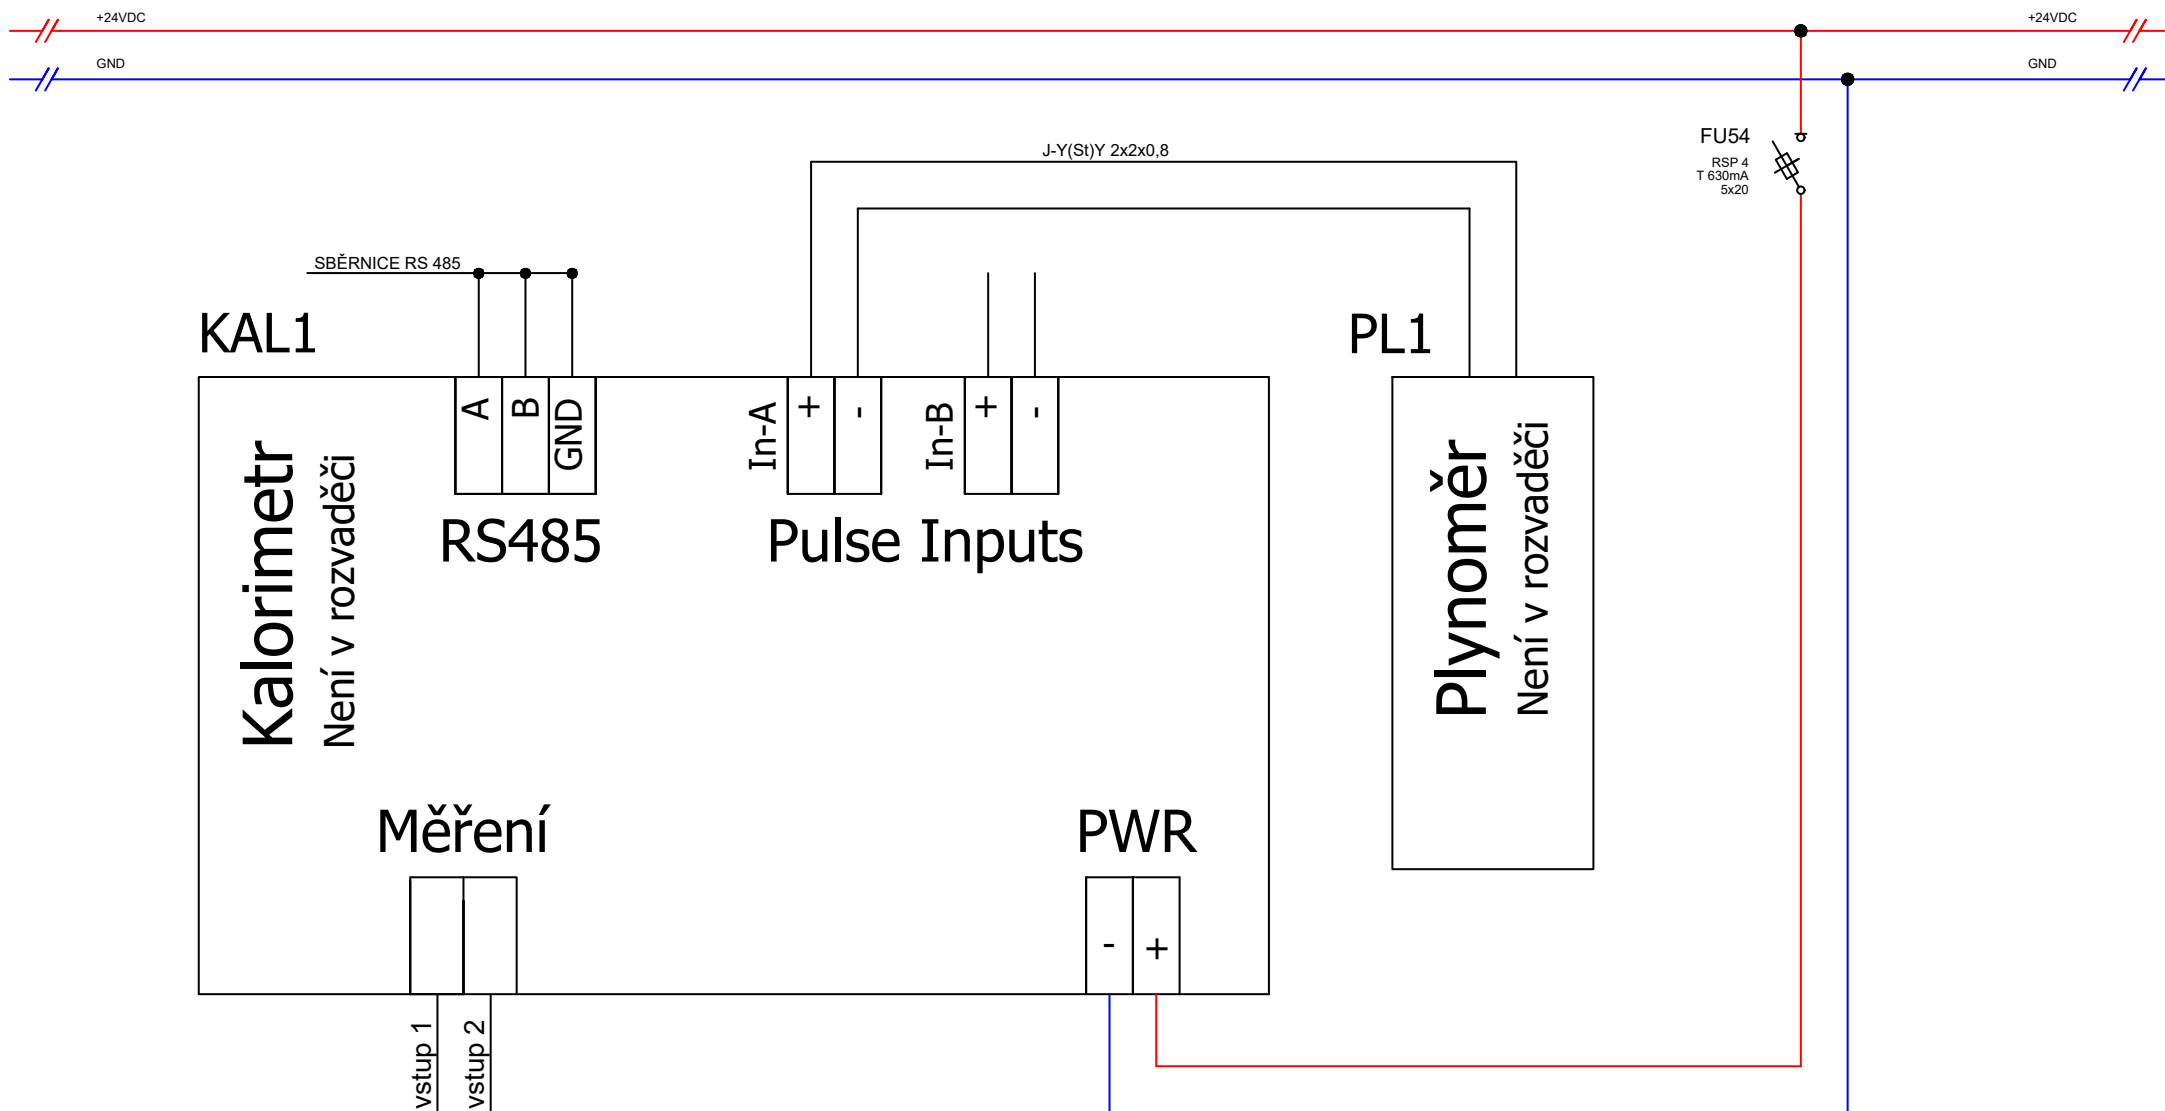 +24VDC
+24VDC
GND
GND
J-Y(St)Y 2x2x0,8
FU54
RSP 4
T 630mA
5x20
SBĚRNICE RS 485
KAL1
PL1
A
B
GND
In-A
+
-
In-B
+
-
RS485
Pulse Inputs
Kalorimetr
Není v rozvaděči
Plynoměr
Není v rozvaděči
Měření
PWR
-
+
vstup 1
vstup 2